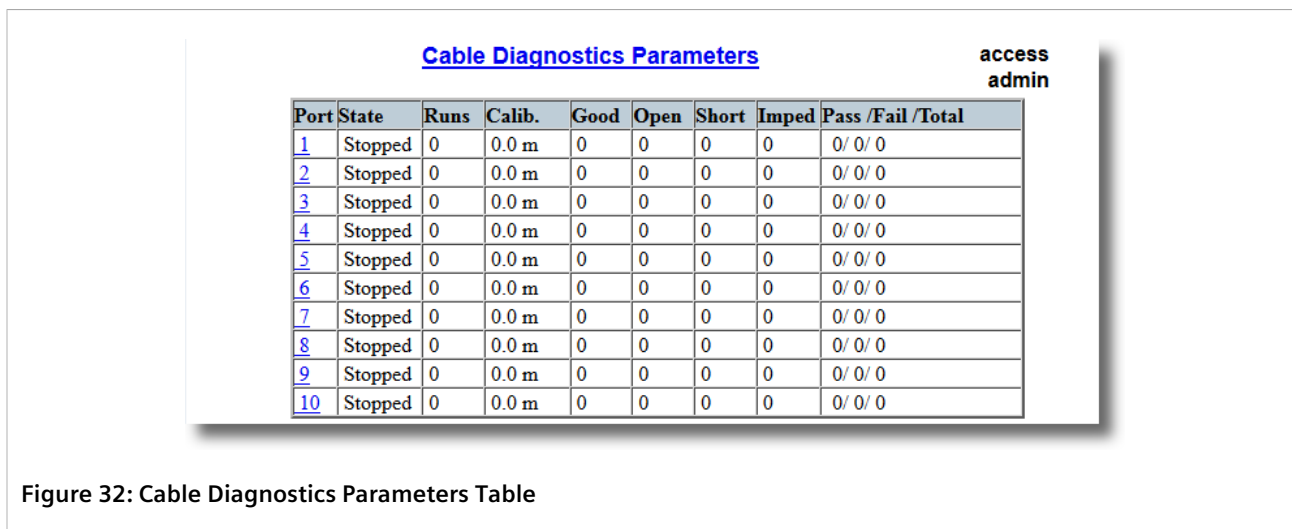 Cable Diagnostics Parameters
access
admin
Port State Runs Calib. Good Open Short Imped Pass /Fail /Total
1 Stopped 0 0.0 m 0 0 0 0 0/ 0/ 0
2 Stopped 0 0.0 m 0 0 0 0 0/ 0/ 0
3 Stopped 0 0.0 m 0 0 0 0 0/ 0/ 0
4 Stopped 0 0.0 m 0 0 0 0 0/ 0/ 0
5 Stopped 0 0.0 m 0 0 0 0 0/ 0/ 0
6 Stopped 0 0.0 m 0 0 0 0 0/ 0/ 0
7 Stopped 0 0.0 m 0 0 0 0 0/ 0/ 0
8 Stopped 0 0.0 m 0 0 0 0 0/ 0/ 0
9 Stopped 0 0.0 m 0 0 0 0 0/ 0/ 0
10 Stopped 0 0.0 m 0 0 0 0 0/ 0/ 0
Figure 32: Cable Diagnostics Parameters Table